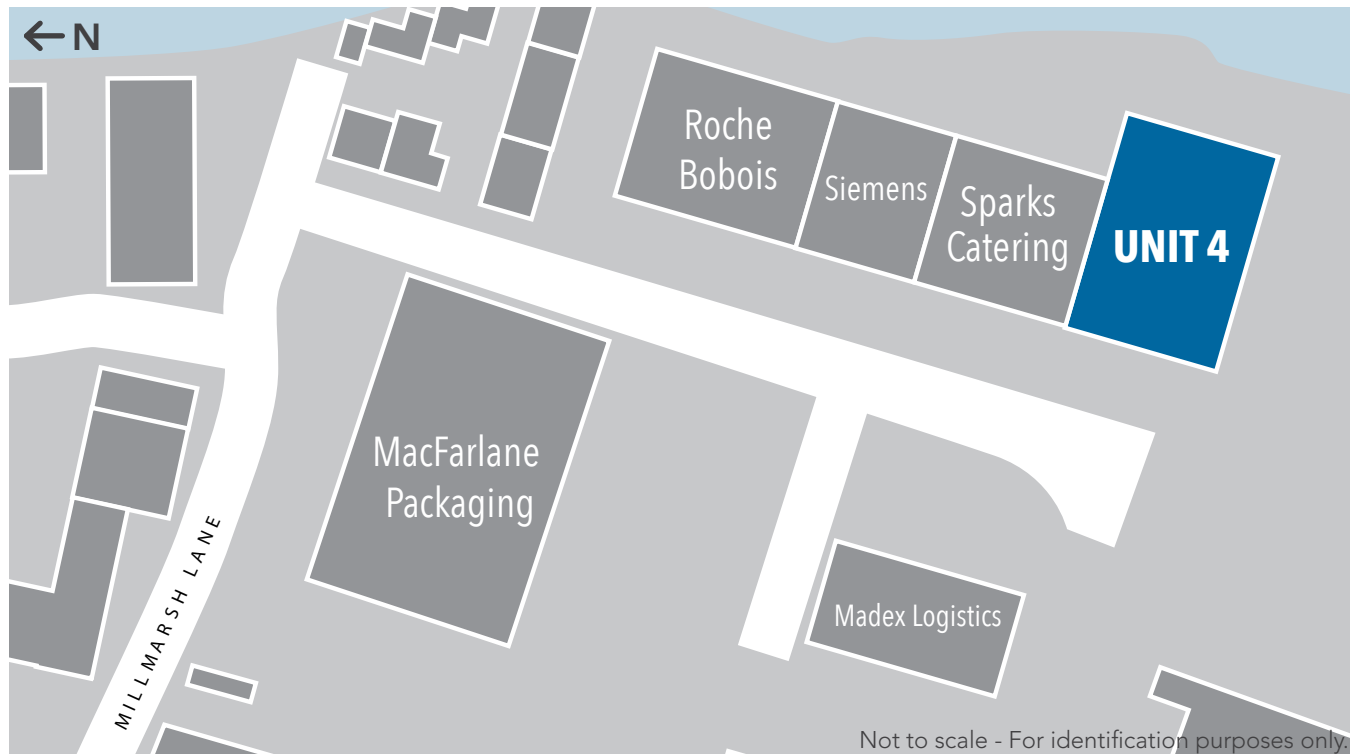 N
Roche
Bobois
Siemens
Sparks
Catering
UNIT 4
MacFarlane
Packaging
MILLMARSH LANE
Madex Logistics
Not to scale - For identification purposes only.